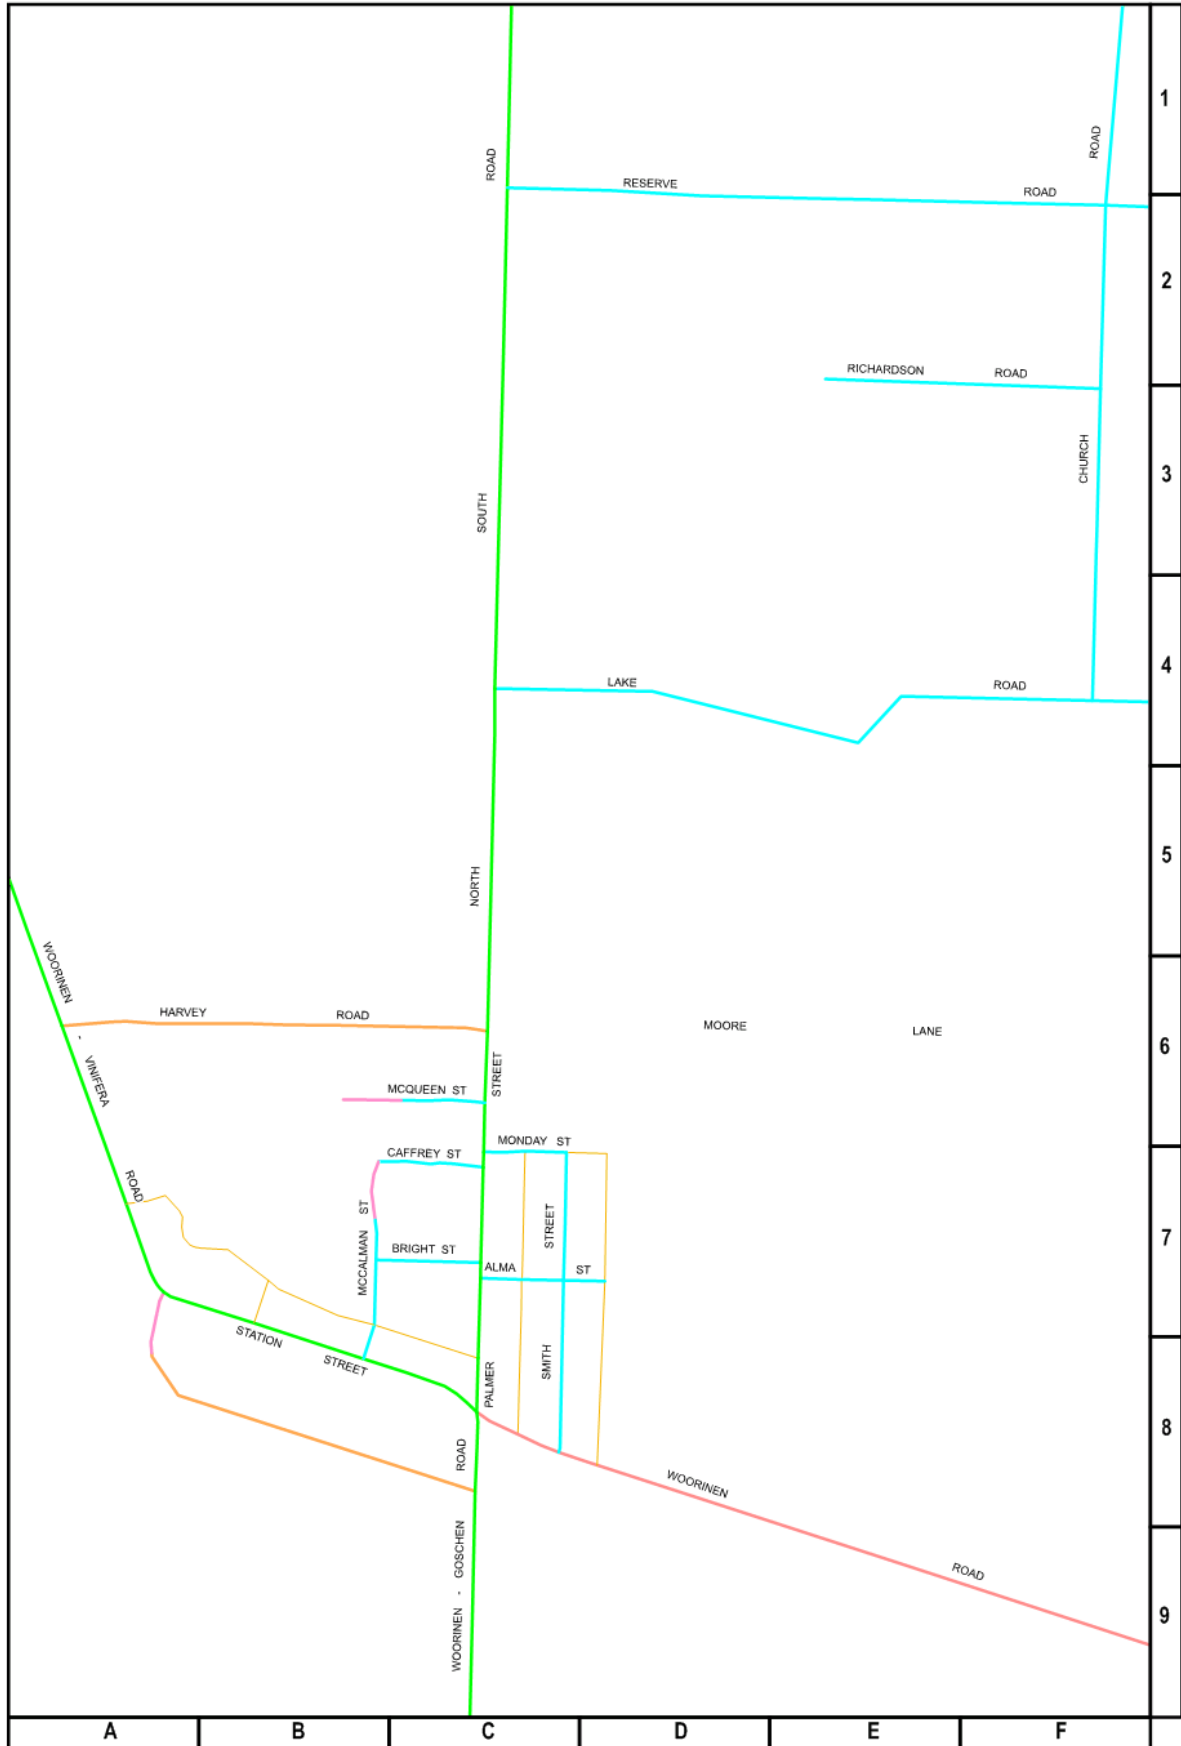 1
ROAD
ROAD
RESERVE ROAD
2
RICHARDSON ROAD
CHURCH
3
SOUTH
4
LAKE ROAD
5
NORTH
WOORINEN
HARVEY ROAD
MOORE LANE
6
- VINIFERA
STREET
MCQUEEN ST
MONDAY ST
CAFFREY ST
ROAD
MCCALMAN ST
STREET
7
BRIGHT ST
ALMA ST
STATION STREET
SMITH
PALMER
8
ROAD
WOORINEN ROAD
WOORINEN - GOSCHEN
9
A B C D E F